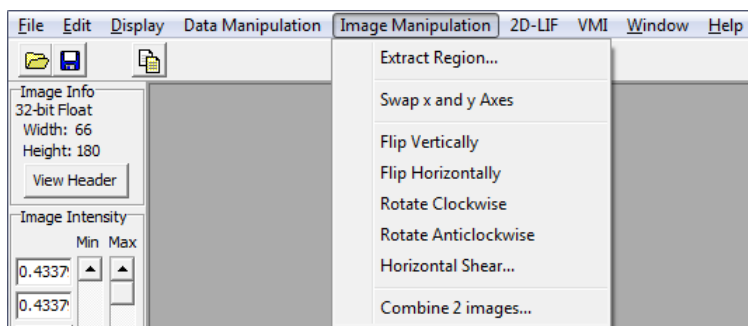 File Edit Display Data Manipulation Image Manipulation 2D-LIF VMI Window Help
Extract Region...
Swap x and y Axes
Flip Vertically
Flip Horizontally
Rotate Clockwise
Rotate Anticlockwise
Horizontal Shear...
Combine 2 images...
Image Info
32-bit Float
Width: 66
Height: 180
View Header
Image Intensity
Min Max
0.4337
0.4337